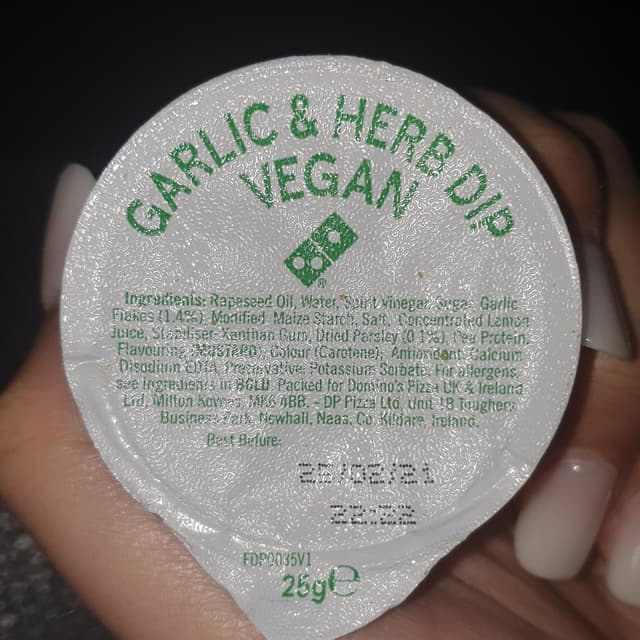 GARLIC & HERB DIP
VEGAN
Ingredients: Rapeseed Oil, Water, Spirit Vinegar, Sugar, Garlic
Flakes (1.4%), Modified Maize Starch, Salt, Concentrated Lemon
Juice, Stabiliser: Xanthan Gum, Dried Parsley (0.1%), Pea Protein,
Flavouring (MUSTARD), Colour (Carotene), Antioxidant: Calcium
Disodium EDTA, Preservative: Potassium Sorbate. For allergens,
see Ingredients in BOLD. Packed for Domino's Pizza UK & Ireland
Ltd, Milton Keynes, MK6 4BB. - DP Pizza Ltd, Unit 1B Toughers
Business Park, Newhall, Naas, Co. Kildare, Ireland.
Best Before:
25/08/21
22:22
FDP0035V1
25g℮